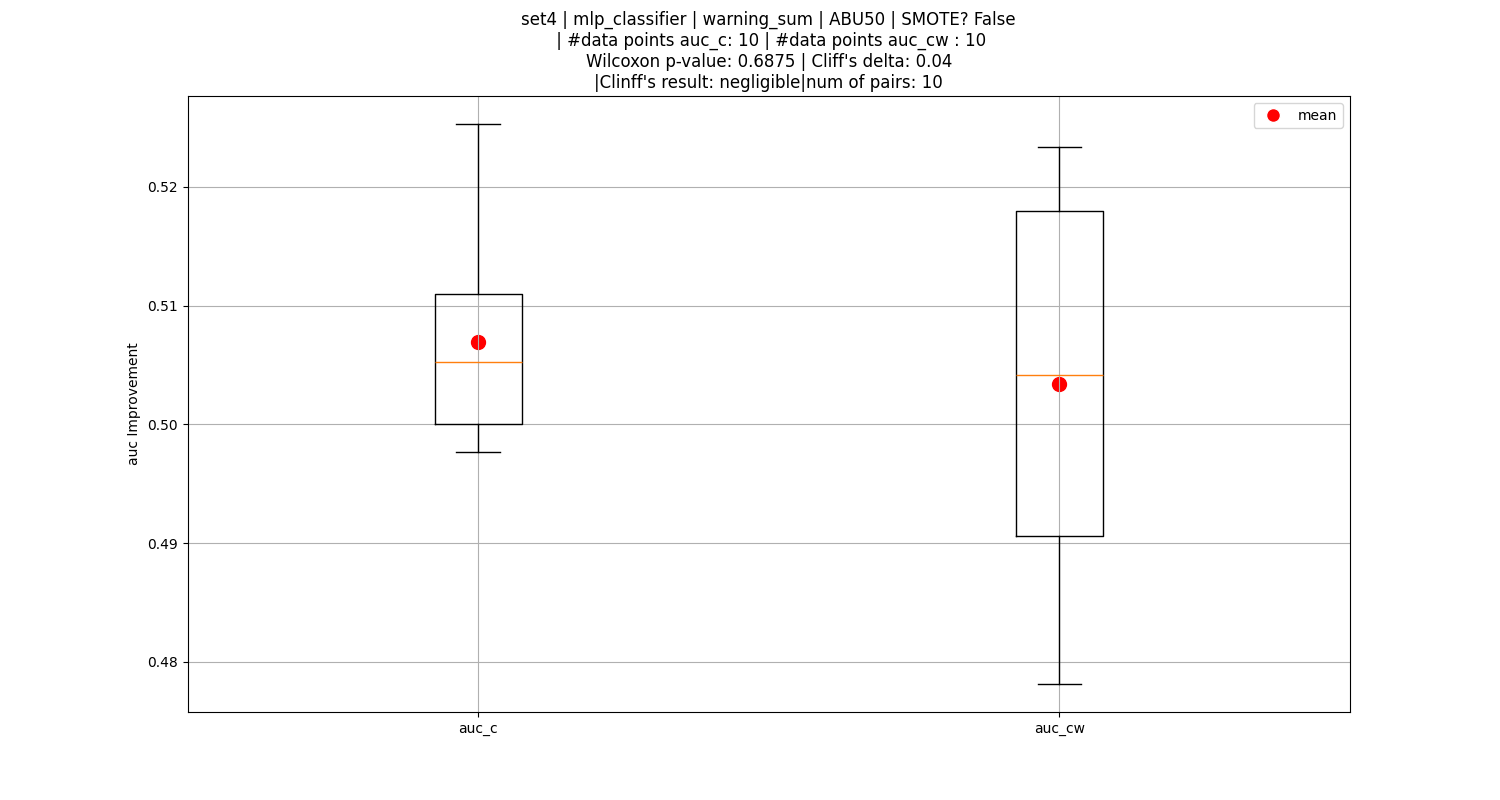 set4 | mlp_classifier | warning_sum | ABU50 | SMOTE? False
| #data points auc_c: 10 | #data points auc_cw : 10
Wilcoxon p-value: 0.6875 | Cliff's delta: 0.04
|Clinff's result: negligible|num of pairs: 10
mean
0.52
0.51
0.50
0.49
0.48
auc Improvement
auc_c
auc_cw